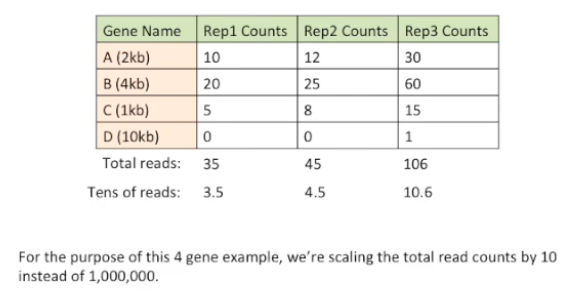 Gene Name Rep1 Counts Rep2 Counts Rep3 Counts
A (2kb) 10 12 30
B (4kb) 20 25 60
C (1kb) 5 8 15
D (10kb) 0 0 1
Total reads: 35 45 106
Tens of reads: 3.5 4.5 10.6
For the purpose of this 4 gene example, we're scaling the total read counts by 10
instead of 1,000,000.